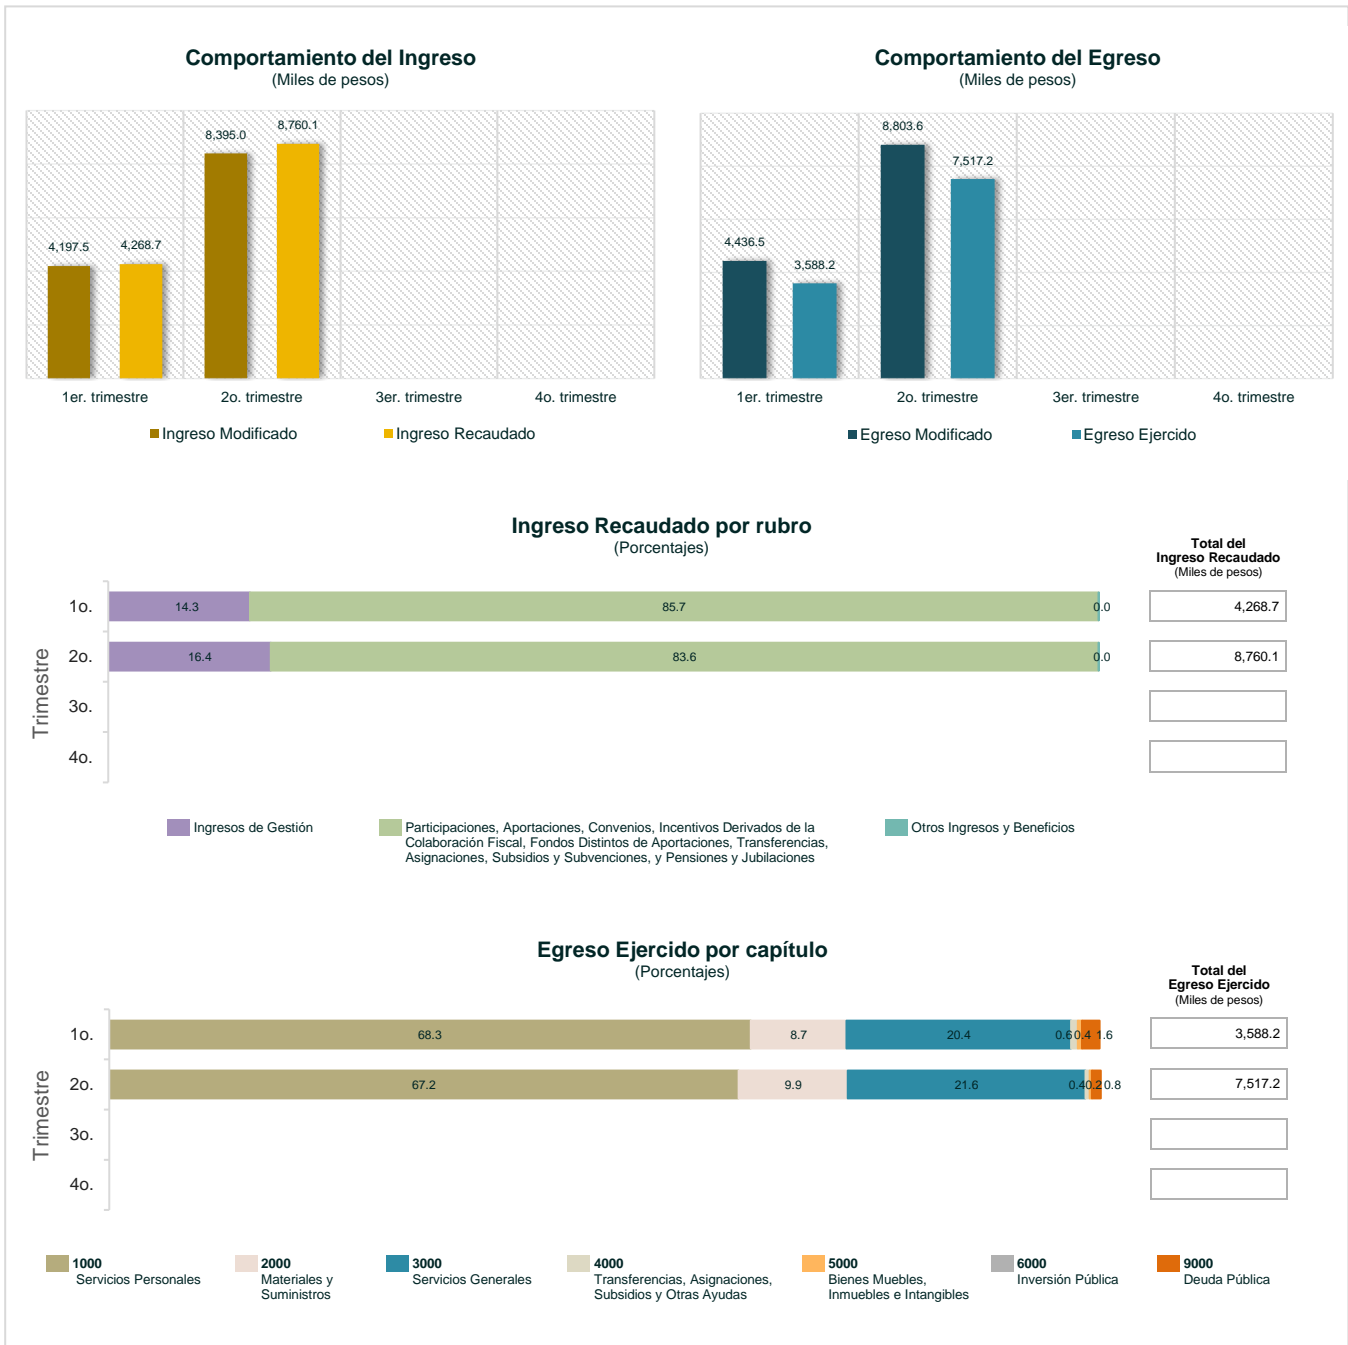 Comportamiento del Ingreso
(Miles de pesos)
8,395.0
8,760.1
4,197.5
4,268.7
1er. trimestre
2o. trimestre
3er. trimestre
4o. trimestre
Ingreso Modificado
Ingreso Recaudado
Comportamiento del Egreso
(Miles de pesos)
8,803.6
7,517.2
4,436.5
3,588.2
1er. trimestre
2o. trimestre
3er. trimestre
4o. trimestre
Egreso Modificado
Egreso Ejercido
Ingreso Recaudado por rubro
(Porcentajes)
Total del
Ingreso Recaudado
(Miles de pesos)
Trimestre
1o.
14.3
85.7
0.0
4,268.7
2o.
16.4
83.6
0.0
8,760.1
3o.
4o.
Ingresos de Gestión
Participaciones, Aportaciones, Convenios, Incentivos Derivados de la
Colaboración Fiscal, Fondos Distintos de Aportaciones, Transferencias,
Asignaciones, Subsidios y Subvenciones, y Pensiones y Jubilaciones
Otros Ingresos y Beneficios
Egreso Ejercido por capítulo
(Porcentajes)
Total del
Egreso Ejercido
(Miles de pesos)
Trimestre
1o.
68.3
8.7
20.4
0.6
0.4
1.6
3,588.2
2o.
67.2
9.9
21.6
0.4
0.2
0.8
7,517.2
3o.
4o.
1000
Servicios Personales
2000
Materiales y
Suministros
3000
Servicios Generales
4000
Transferencias, Asignaciones,
Subsidios y Otras Ayudas
5000
Bienes Muebles,
Inmuebles e Intangibles
6000
Inversión Pública
9000
Deuda Pública